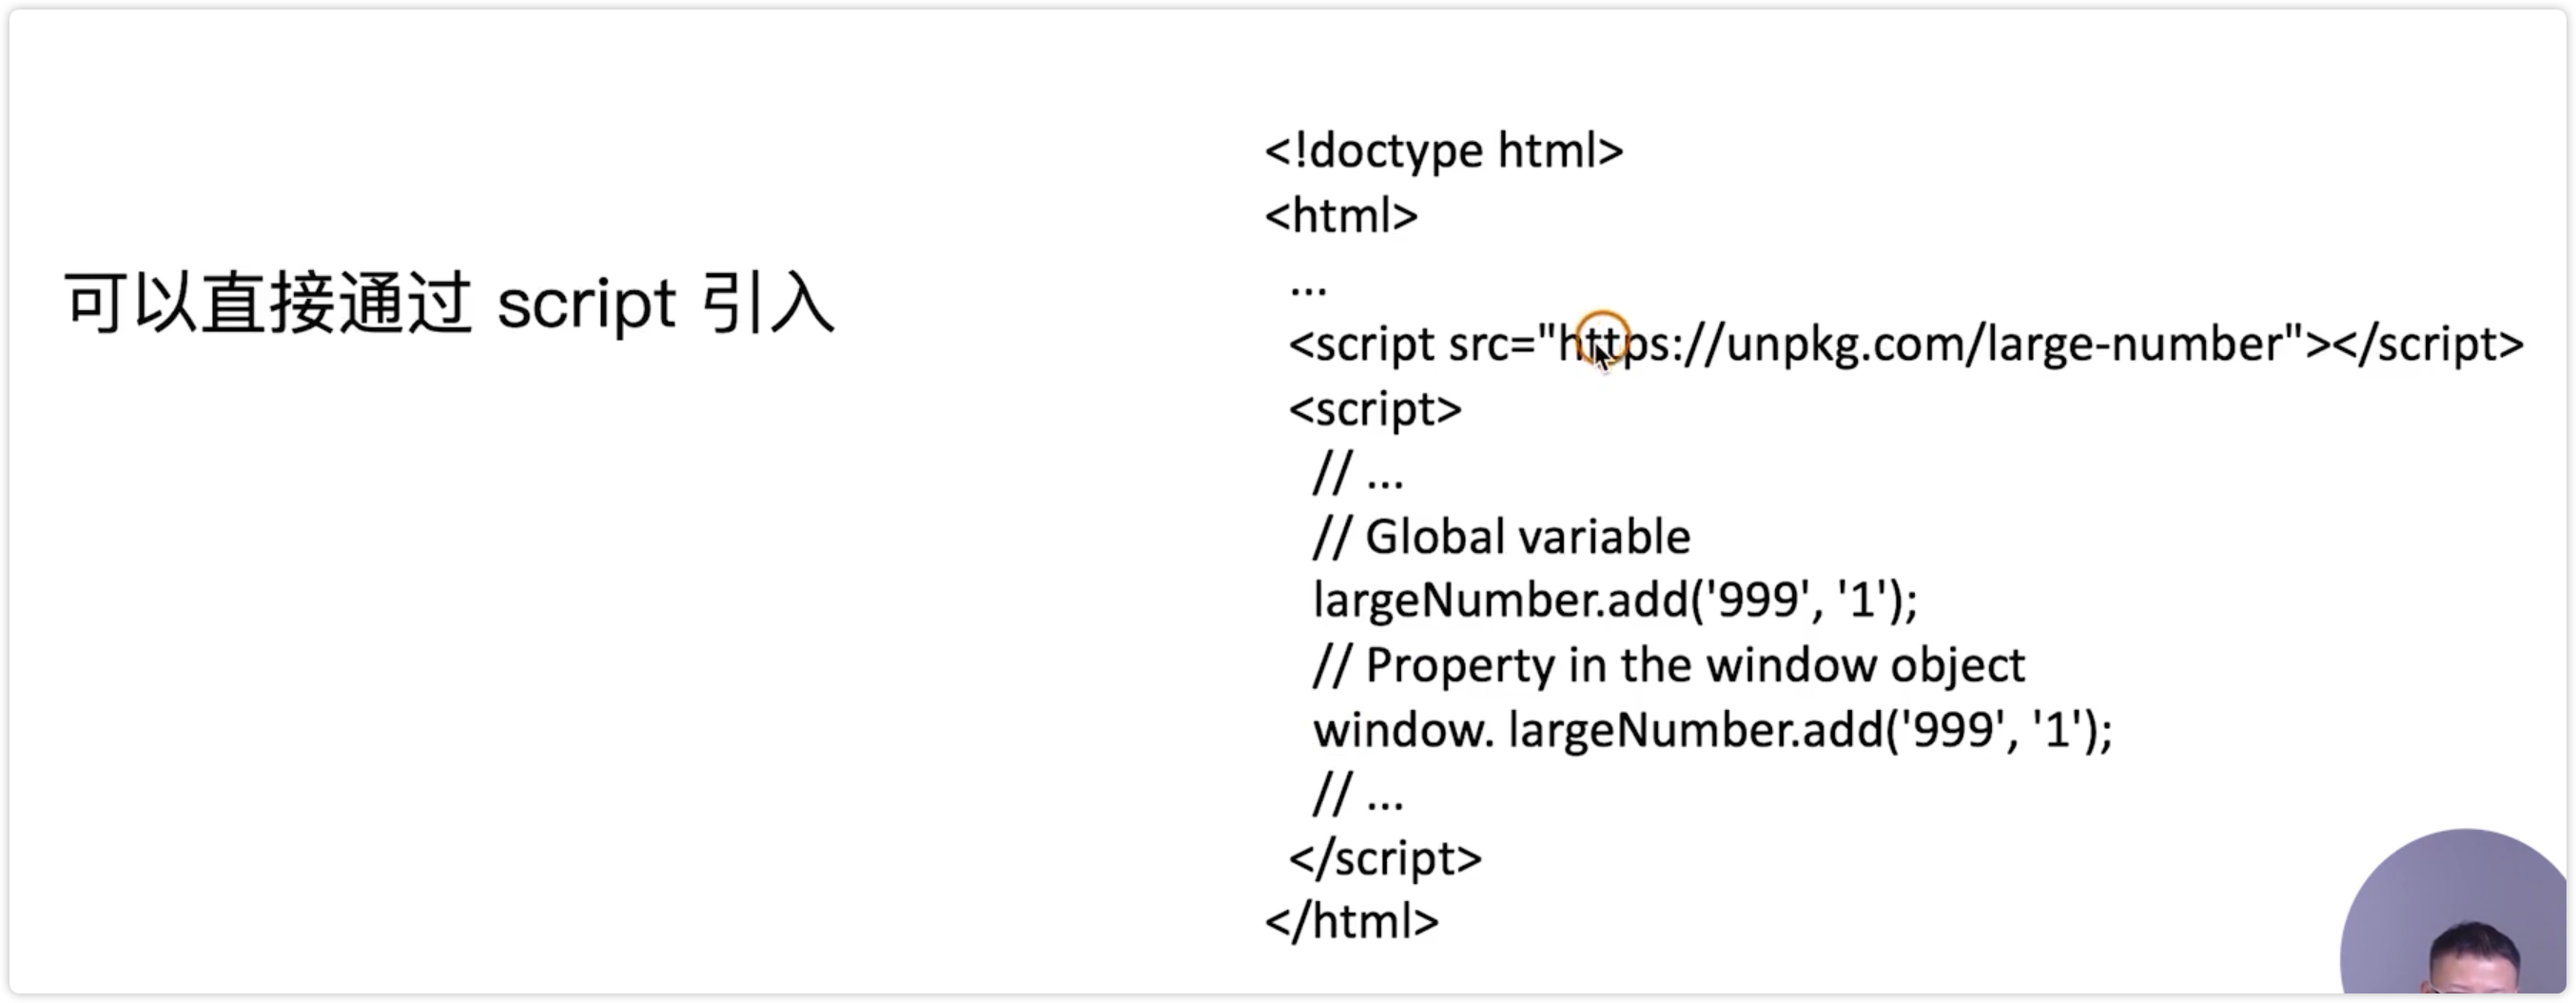 可以直接通过 script 引入
<!doctype html>
<html>
...
<script src="https://unpkg.com/large-number"></script>
<script>
// ...
// Global variable
largeNumber.add('999', '1');
// Property in the window object
window. largeNumber.add('999', '1');
// ...
</script>
</html>